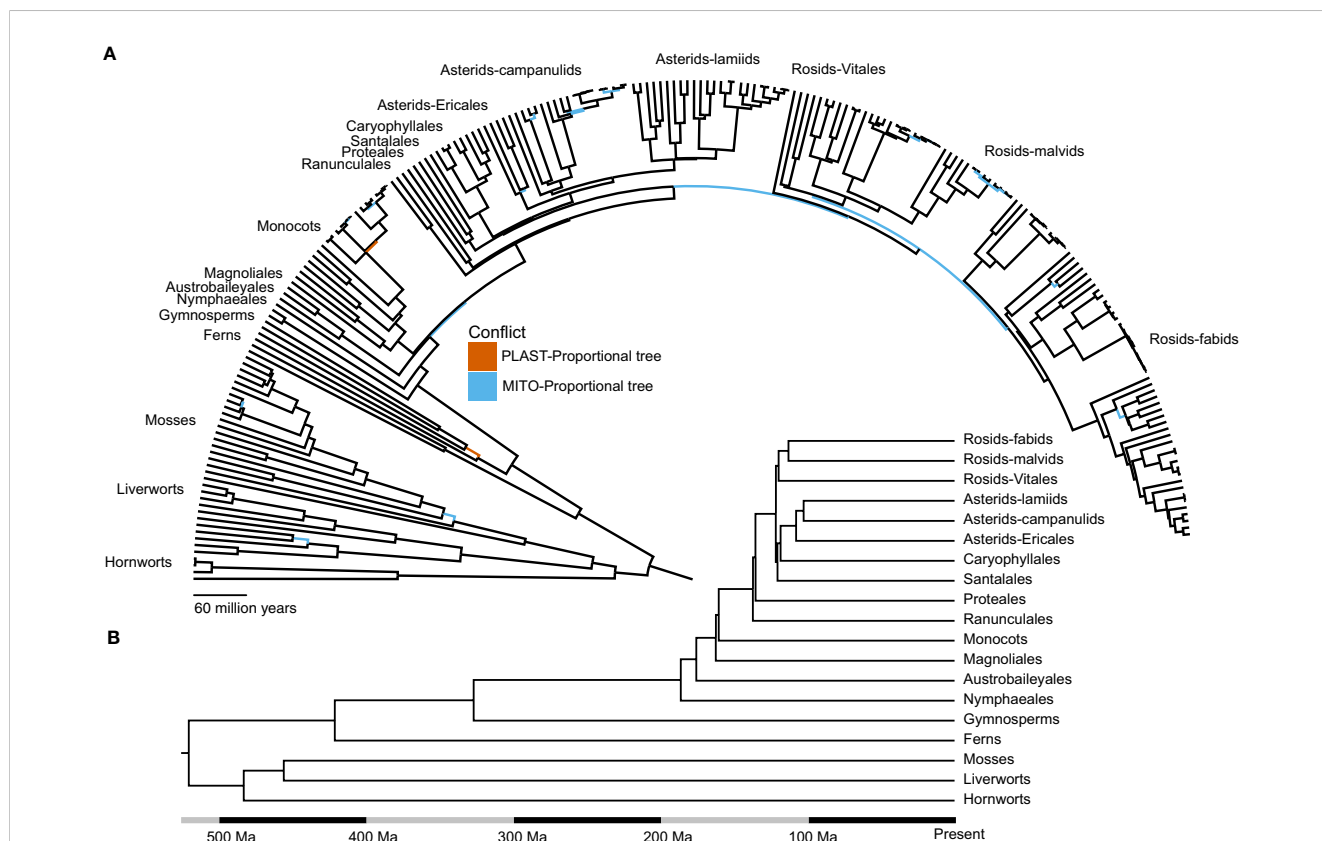 A
Asterids-lamiids
Asterids-campanulids
Rosids-Vitales
Asterids-Ericales
Caryophyllales
Santalales
Proteales
Ranunculales
Rosids-malvids
Monocots
Magnoliales
Austrobaileyales
Nymphaeales
Gymnosperms
Ferns
Rosids-fabids
Conflict
PLAST-Proportional tree
MITO-Proportional tree
Mosses
Liverworts
Hornworts
60 million years
B
Rosids-fabids
Rosids-malvids
Rosids-Vitales
Asterids-lamiids
Asterids-campanulids
Asterids-Ericales
Caryophyllales
Santalales
Proteales
Ranunculales
Monocots
Magnoliales
Austrobaileyales
Nymphaeales
Gymnosperms
Ferns
Mosses
Liverworts
Hornworts
500 Ma 400 Ma 300 Ma 200 Ma 100 Ma Present